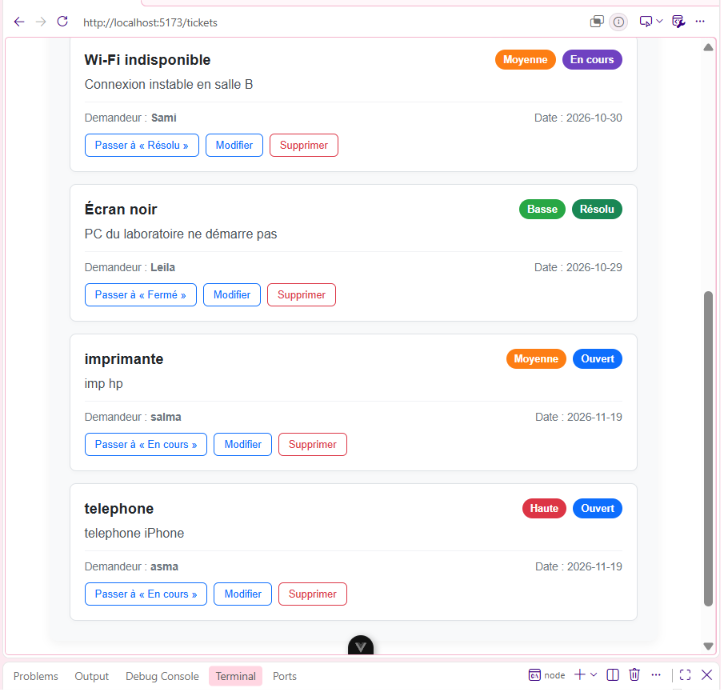 http://localhost:5173/tickets
Wi-Fi indisponible Moyenne En cours
Connexion instable en salle B
Demandeur : Sami Date : 2026-10-30
Passer à « Résolu » Modifier Supprimer
Écran noir Basse Résolu
PC du laboratoire ne démarre pas
Demandeur : Leila Date : 2026-10-29
Passer à « Fermé » Modifier Supprimer
imprimante Moyenne Ouvert
imp hp
Demandeur : salma Date : 2026-11-19
Passer à « En cours » Modifier Supprimer
telephone Haute Ouvert
telephone iPhone
Demandeur : asma Date : 2026-11-19
Passer à « En cours » Modifier Supprimer
Problems Output Debug Console Terminal Ports node